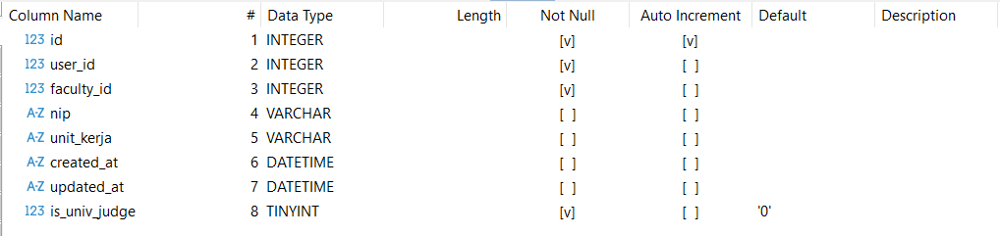 Column Name # Data Type Length Not Null Auto Increment Default Description
123 id 1 INTEGER [v] [v]
123 user_id 2 INTEGER [v] [ ]
123 faculty_id 3 INTEGER [v] [ ]
A-Z nip 4 VARCHAR [ ] [ ]
A-Z unit_kerja 5 VARCHAR [ ] [ ]
A-Z created_at 6 DATETIME [ ] [ ]
A-Z updated_at 7 DATETIME [ ] [ ]
123 is_univ_judge 8 TINYINT [v] [ ] '0'